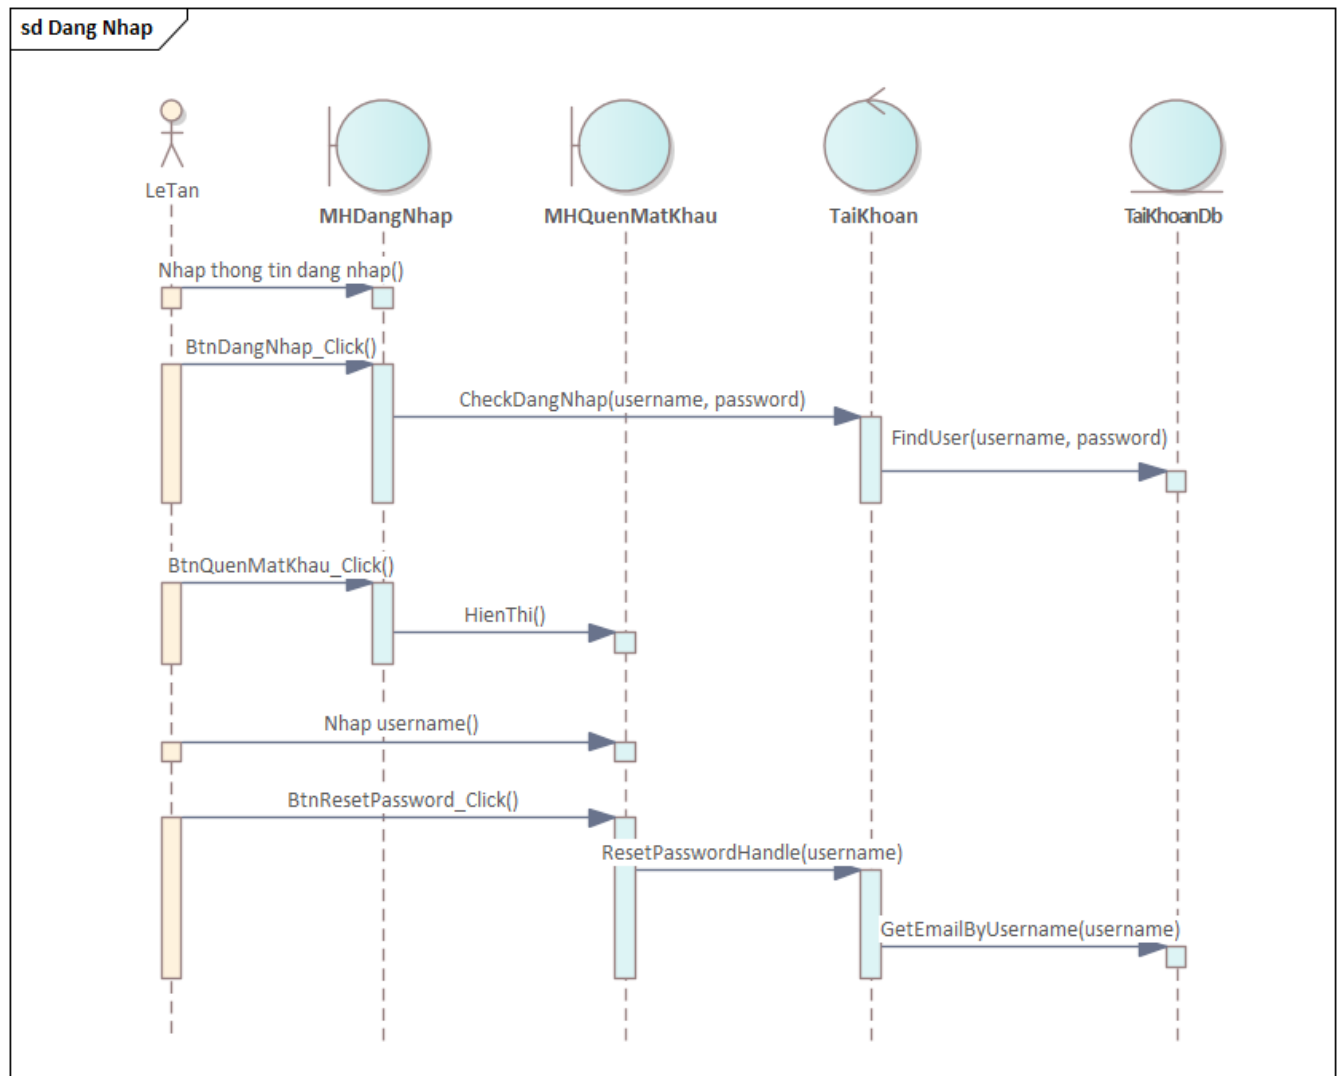 sd Dang Nhap
LeTan
MHDangNhap
MHQuenMatKhau
TaiKhoan
TaiKhoanDb
Nhap thong tin dang nhap()
BtnDangNhap_Click()
CheckDangNhap(username, password)
FindUser(username, password)
BtnQuenMatKhau_Click()
HienThi()
Nhap username()
BtnResetPassword_Click()
ResetPasswordHandle(username)
GetEmailByUsername(username)